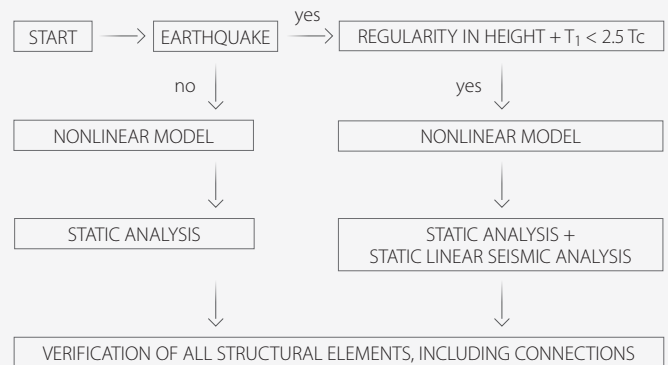 yes
START
EARTHQUAKE
REGULARITY IN HEIGHT + T1 < 2.5 Tc
no
yes
NONLINEAR MODEL
NONLINEAR MODEL
STATIC ANALYSIS
STATIC ANALYSIS +
STATIC LINEAR SEISMIC ANALYSIS
VERIFICATION OF ALL STRUCTURAL ELEMENTS, INCLUDING CONNECTIONS